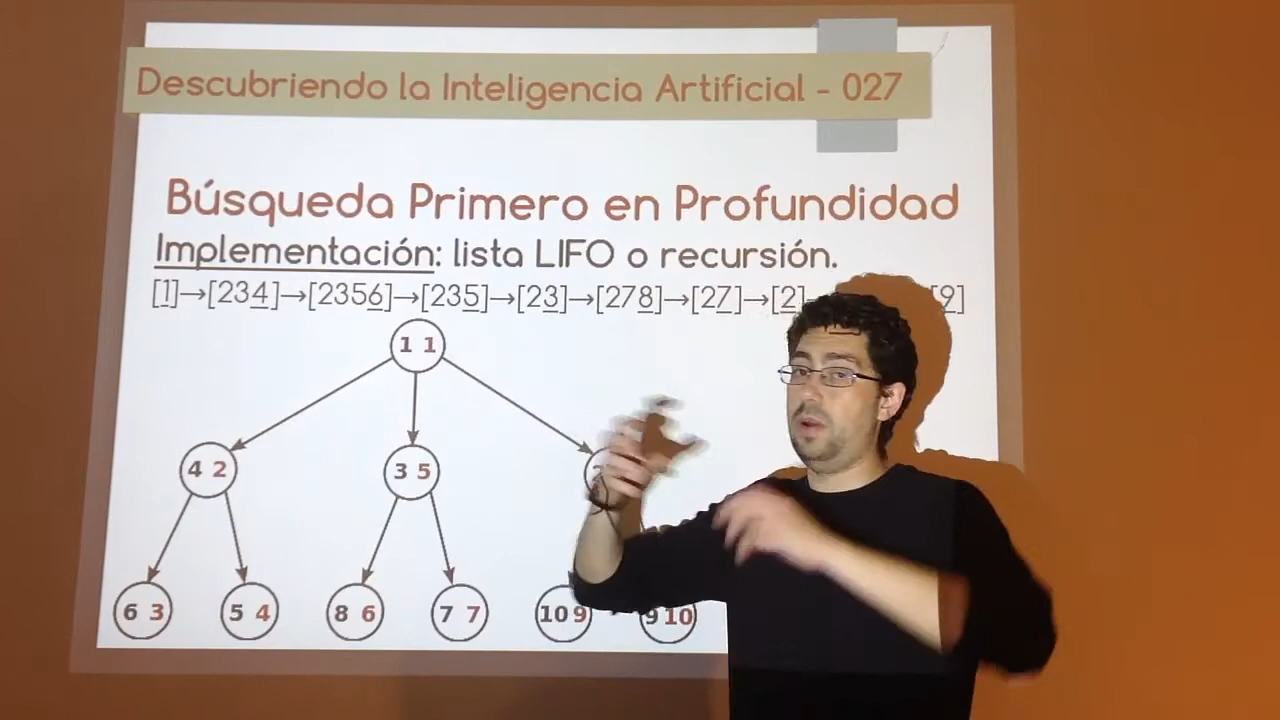 Descubriendo la Inteligencia Artificial - 027
Búsqueda Primero en Profundidad
Implementación: lista LIFO o recursión.
[1]→[234]→[2356]→[235]→[23]→[278]→[27]→[2] [9]
1 1
4 2 3 5
6 3 5 4 8 6 7 7 10 9 9 10